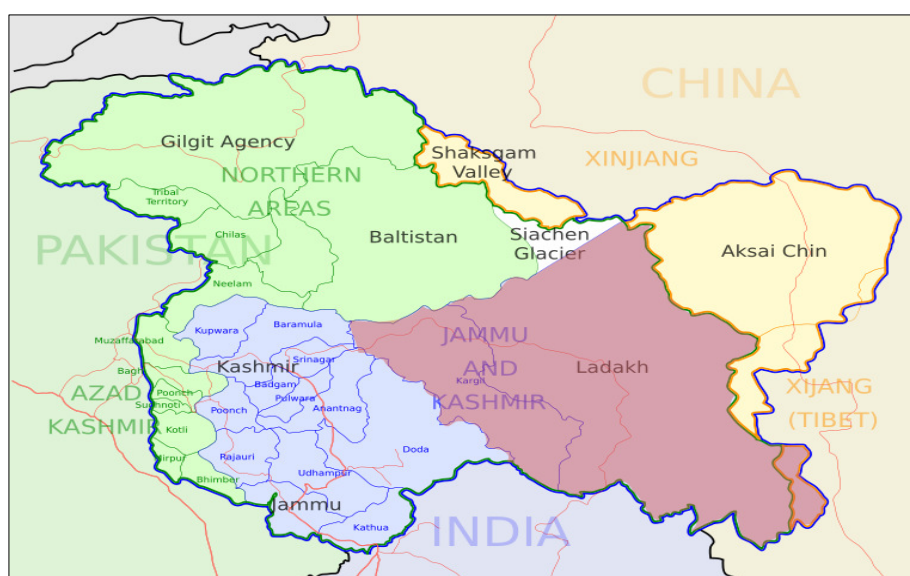 CHINA
Gilgit Agency
Shaksgam
Valley
XINJIANG
NORTHERN
AREAS
Tribal
Territory
Chilas
PAKISTAN
Baltistan
Siachen
Glacier
Aksai Chin
Neelam
Kupwara
Baramula
Muzaffarabad
JAMMU
AND
KASHMIR
Srinagar
Kashmir
Ladakh
Bagh
Badgam
Kargil
Pulwara
AZAD
KASHMIR
Poonch
Sudhnoti
Poonch
Anantnag
XIJANG
(TIBET)
Kotli
Doda
Mirpur
Rajauri
Udhampur
Bhimber
Jammu
Kathua
INDIA